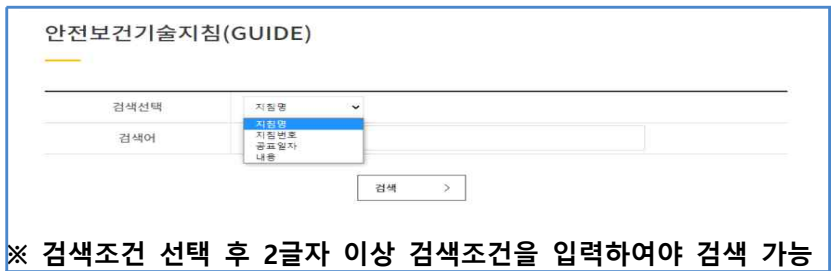 안전보건기술지침(GUIDE)
검색선택
지침명
지침명
지침번호
공표일자
내용
검색어
검색 >
※ 검색조건 선택 후 2글자 이상 검색조건을 입력하여야 검색 가능